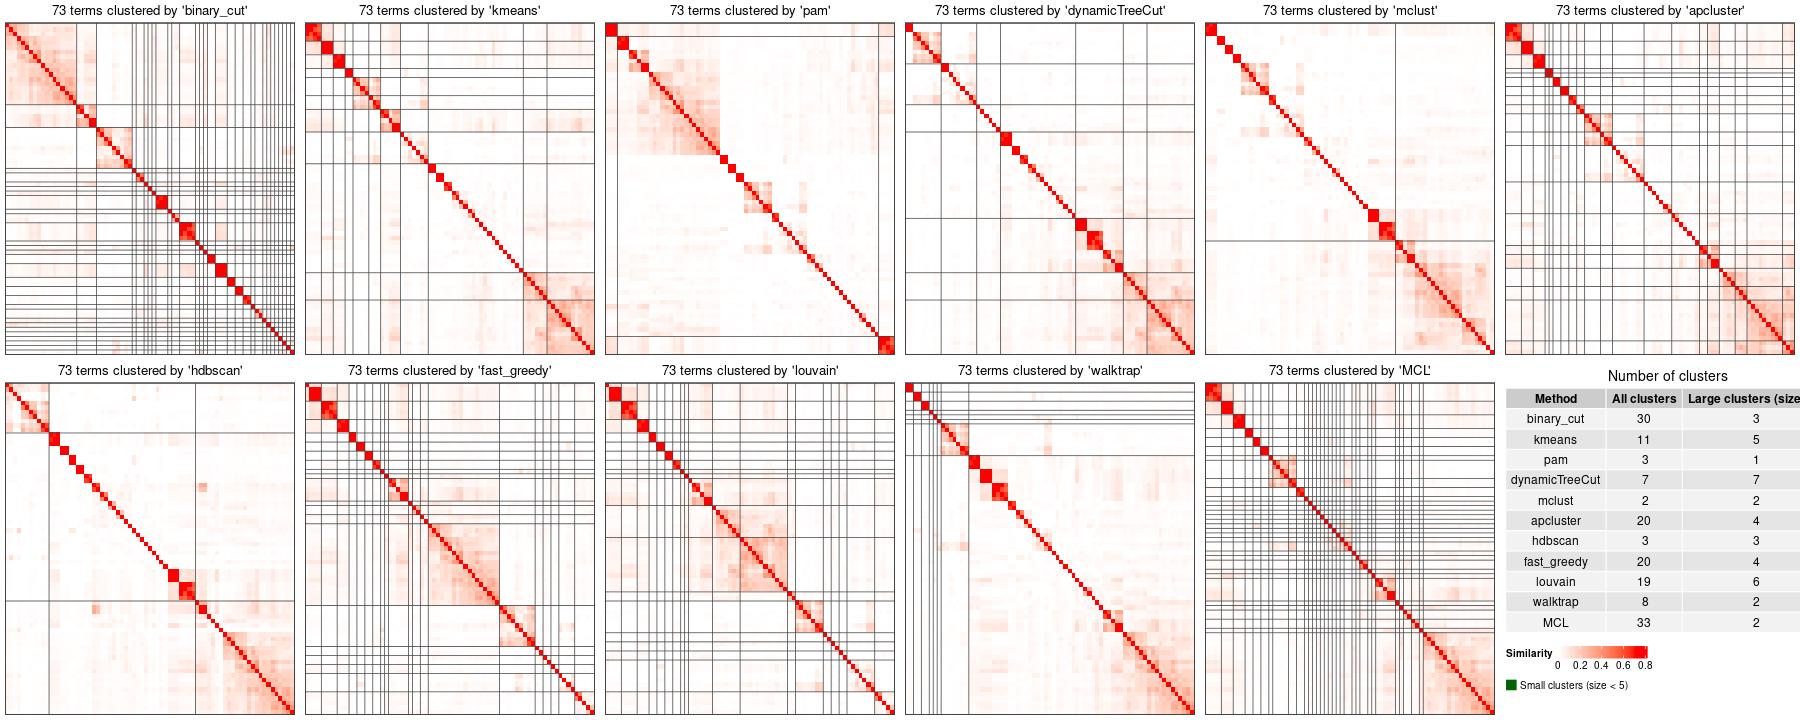 73 terms clustered by 'binary_cut'
73 terms clustered by 'kmeans'
73 terms clustered by 'pam'
73 terms clustered by 'dynamicTreeCut'
73 terms clustered by 'mclust'
73 terms clustered by 'apcluster'
73 terms clustered by 'hdbscan'
73 terms clustered by 'fast_greedy'
73 terms clustered by 'louvain'
73 terms clustered by 'walktrap'
73 terms clustered by 'MCL'
Number of clusters
Method All clusters Large clusters (size
binary_cut 30 3
kmeans 11 5
pam 3 1
dynamicTreeCut 7 7
mclust 2 2
apcluster 20 4
hdbscan 3 3
fast_greedy 20 4
louvain 19 6
walktrap 8 2
MCL 33 2
Similarity
0 0.2 0.4 0.6 0.8
Small clusters (size < 5)